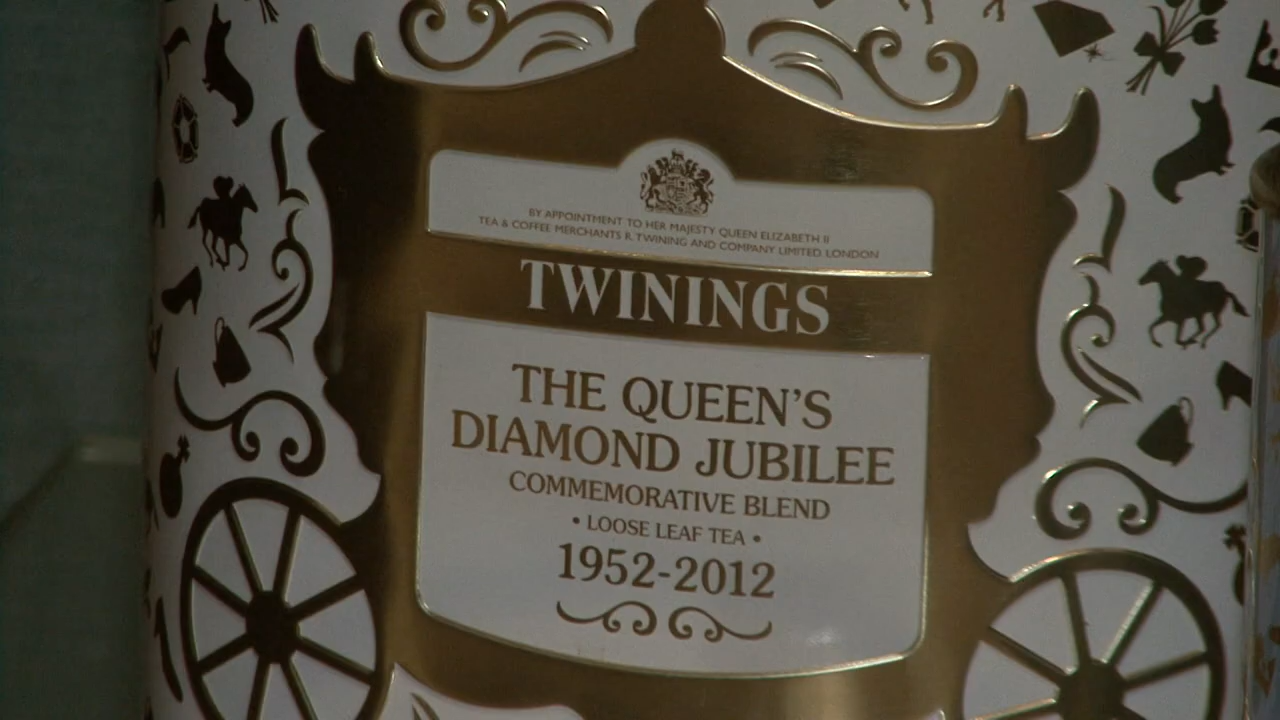 BY APPOINTMENT TO HER MAJESTY QUEEN ELIZABETH II
TEA & COFFEE MERCHANTS R. TWINING AND COMPANY LIMITED LONDON
TWININGS
THE QUEEN'S
DIAMOND JUBILEE
COMMEMORATIVE BLEND
• LOOSE LEAF TEA •
1952-2012